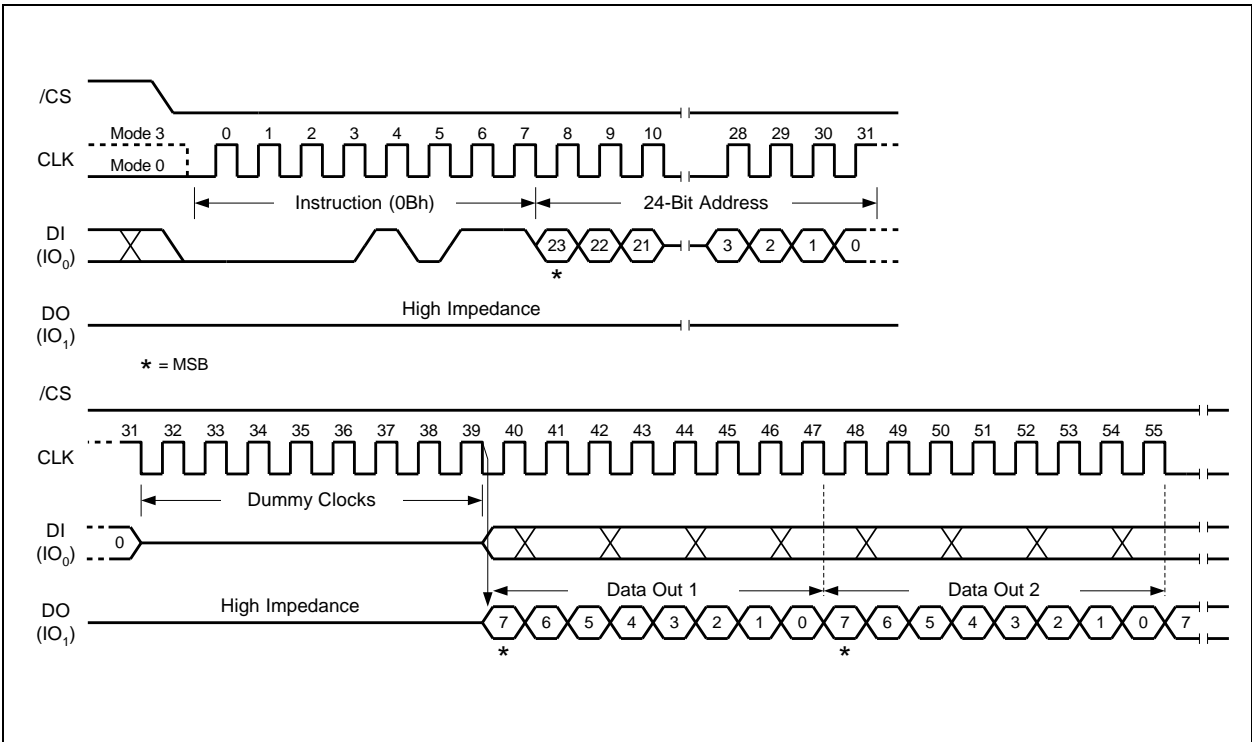 /CS
Mode 3 0 1 2 3 4 5 6 7 8 9 10 28 29 30 31
CLK
Mode 0
Instruction (0Bh) 24-Bit Address
DI
(IO0) 23 22 21 3 2 1 0
*
High Impedance
DO
(IO1)
* = MSB
/CS
31 32 33 34 35 36 37 38 39 40 41 42 43 44 45 46 47 48 49 50 51 52 53 54 55
CLK
Dummy Clocks
DI
(IO0) 0
Data Out 1 Data Out 2
High Impedance
DO
(IO1) 7 6 5 4 3 2 1 0 7 6 5 4 3 2 1 0 7
* *